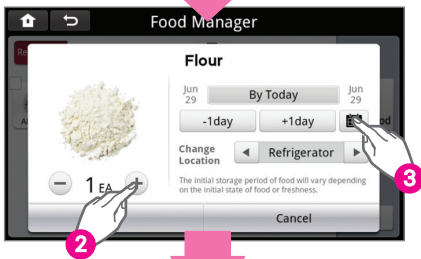 Food Manager
Re
Flour
Jun 29
By Today
Jun 29
-1day
+1day
Change Location
Refrigerator
1 EA
The initial storage period of food will vary depending
on the initial state of food or freshness.
Cancel
2
3